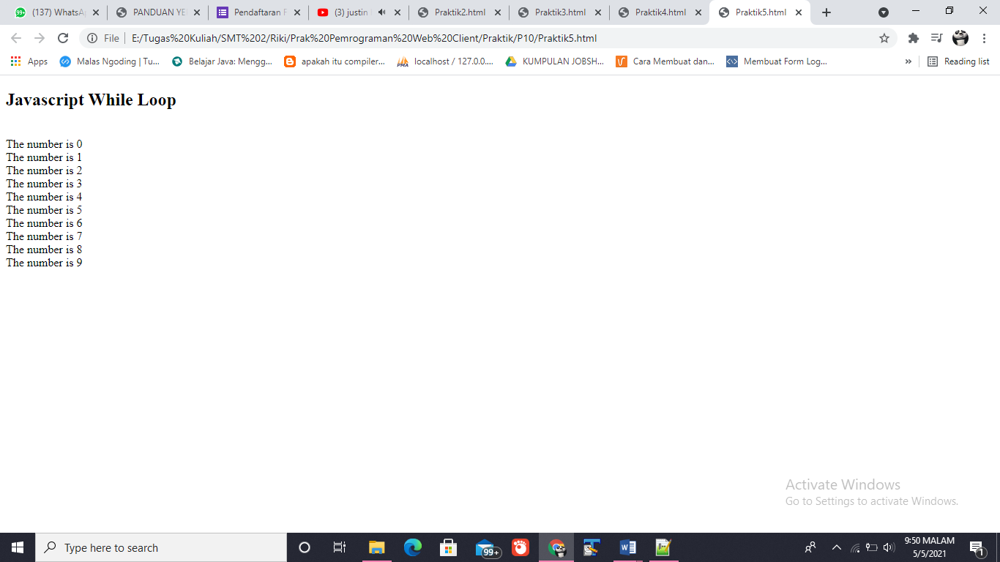 (137) WhatsA
PANDUAN YE
Pendaftaran F
(3) justin
Praktik2.html
Praktik3.html
Praktik4.html
Praktik5.html
File
E:/Tugas%20Kuliah/SMT%202/Riki/Prak%20Pemrograman%20Web%20Client/Praktik/P10/Praktik5.html
Apps
Malas Ngoding | Tu...
Belajar Java: Mengg...
apakah itu compiler...
localhost / 127.0.0....
KUMPULAN JOBSH...
Cara Membuat dan...
Membuat Form Log...
»
Reading list
Javascript While Loop
The number is 0
The number is 1
The number is 2
The number is 3
The number is 4
The number is 5
The number is 6
The number is 7
The number is 8
The number is 9
Activate Windows
Go to Settings to activate Windows.
Type here to search
99+
9:50 MALAM
5/5/2021
1